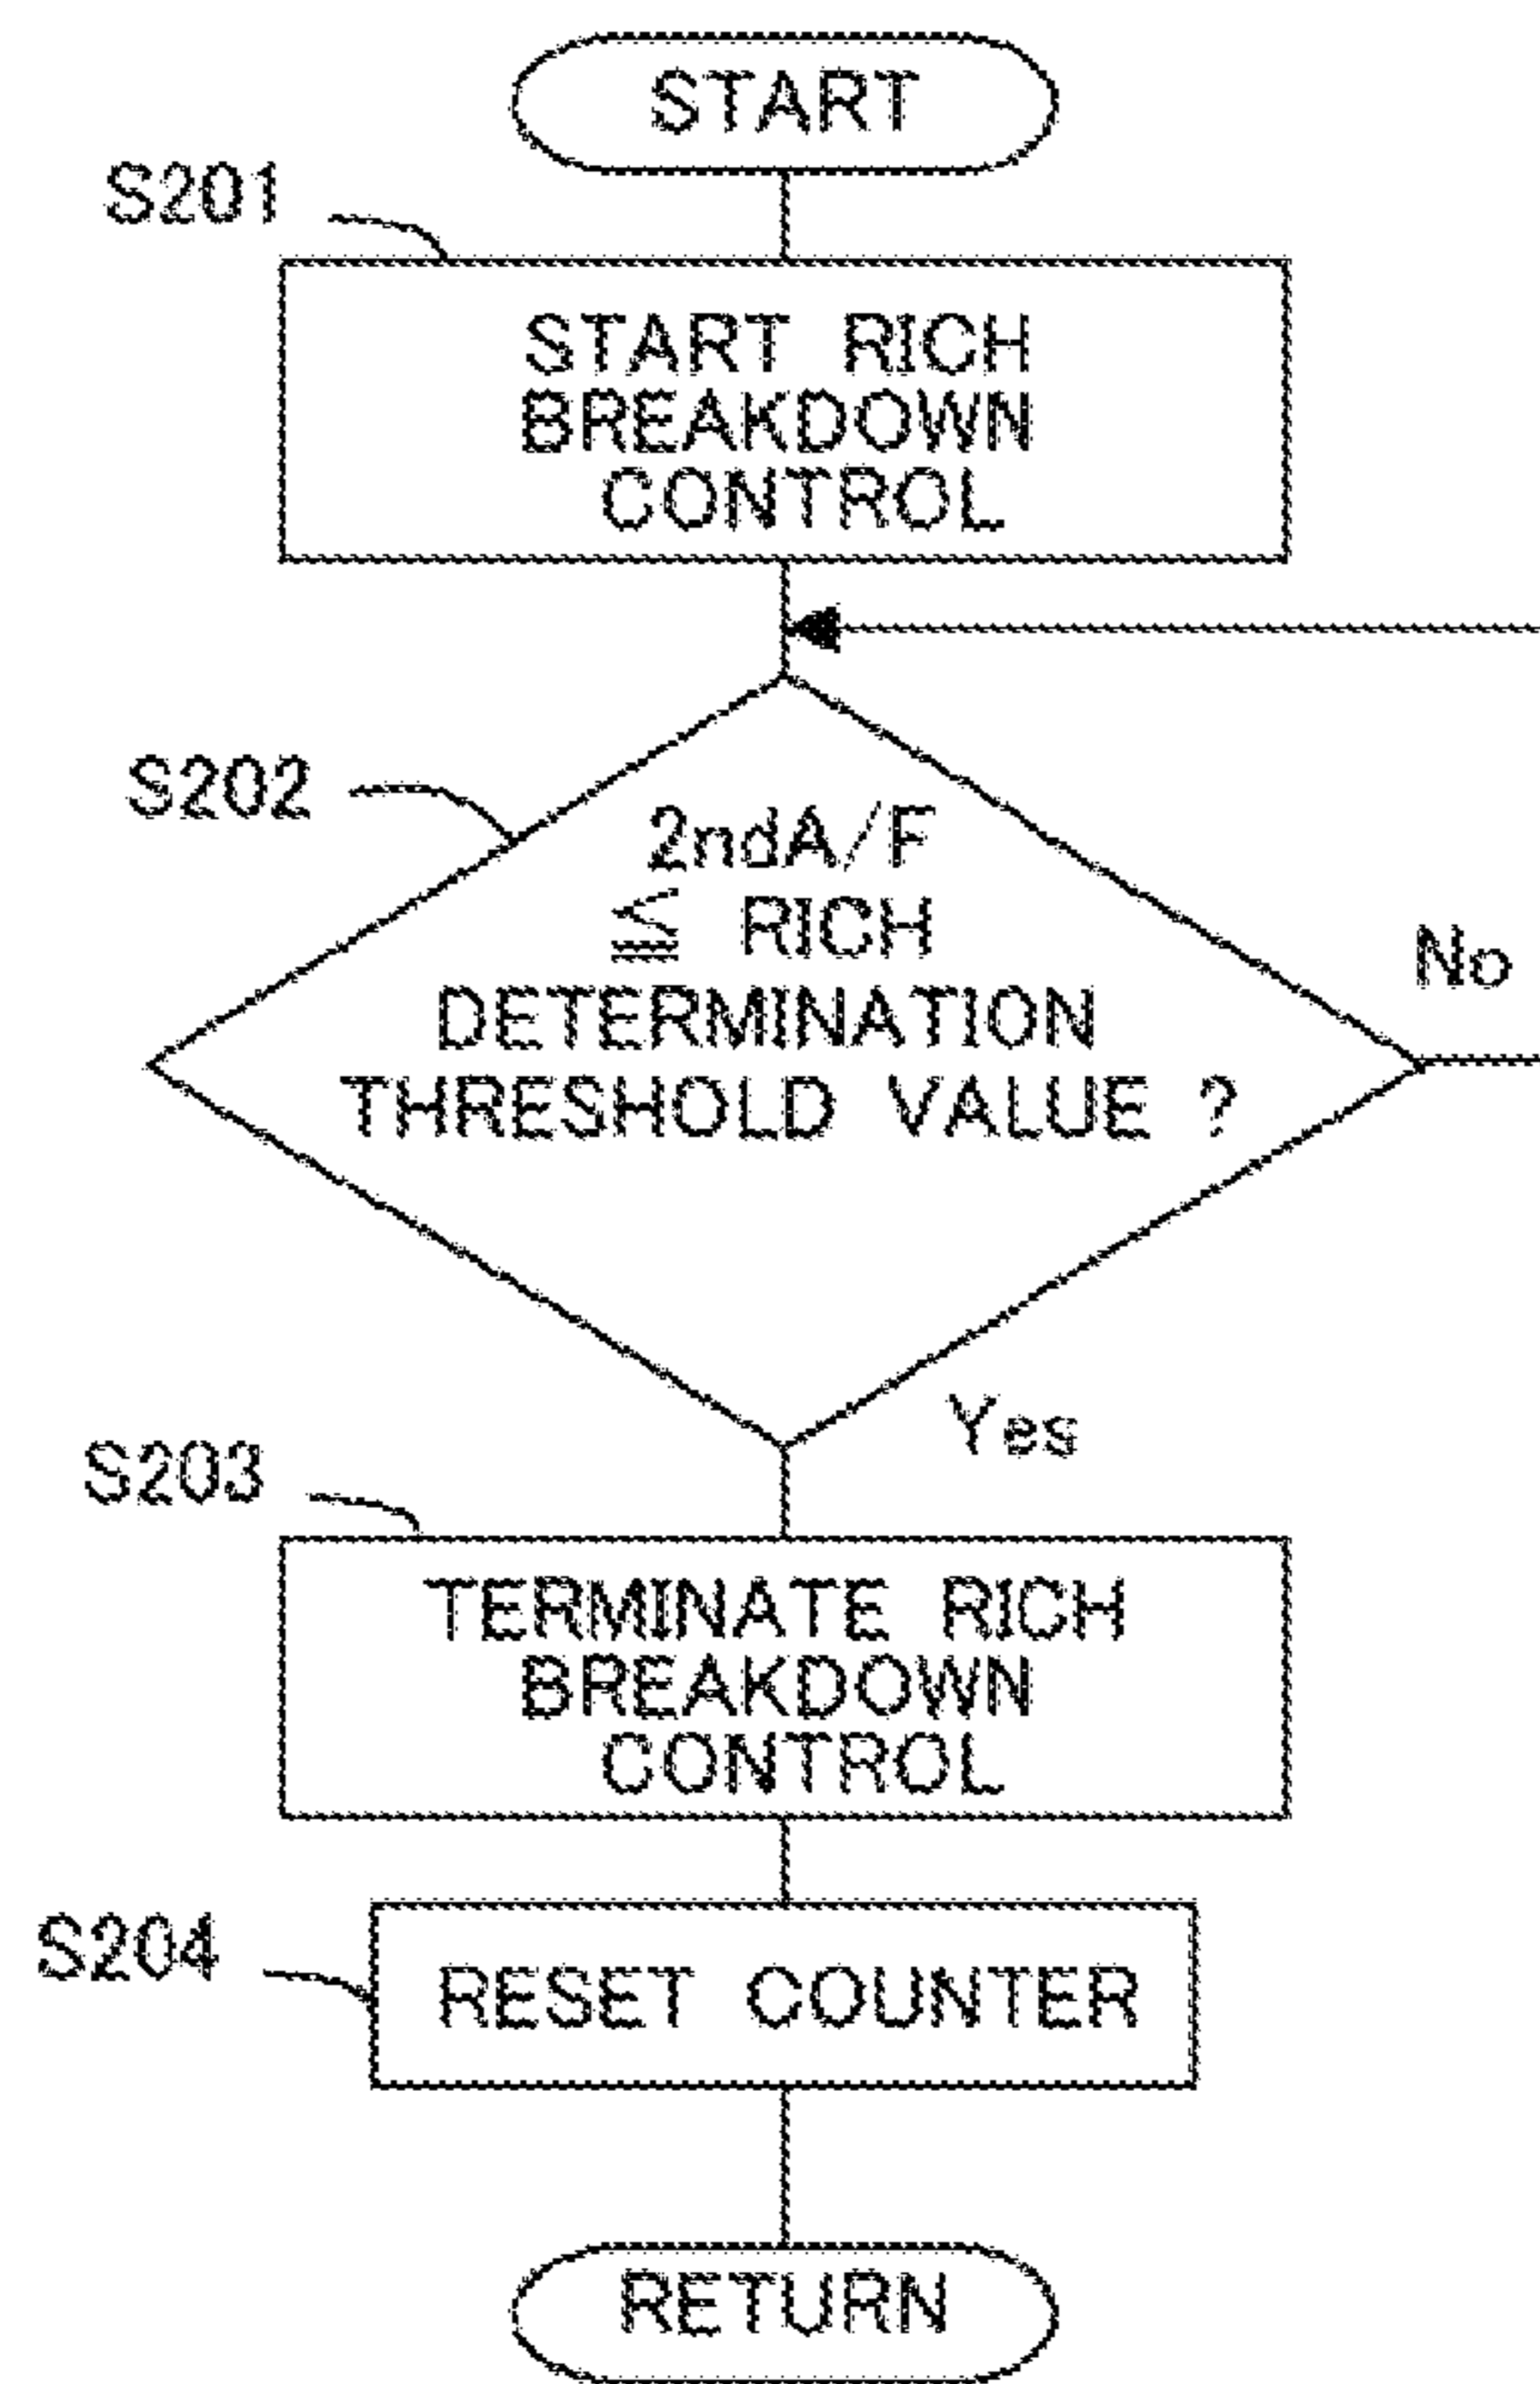 START
S201
START RICH
BREAKDOWN
CONTROL
S202
2ndA/F
≦ RICH
DETERMINATION
THRESHOLD VALUE ?
No
Yes
S203
TERMINATE RICH
BREAKDOWN
CONTROL
S204
RESET COUNTER
RETURN